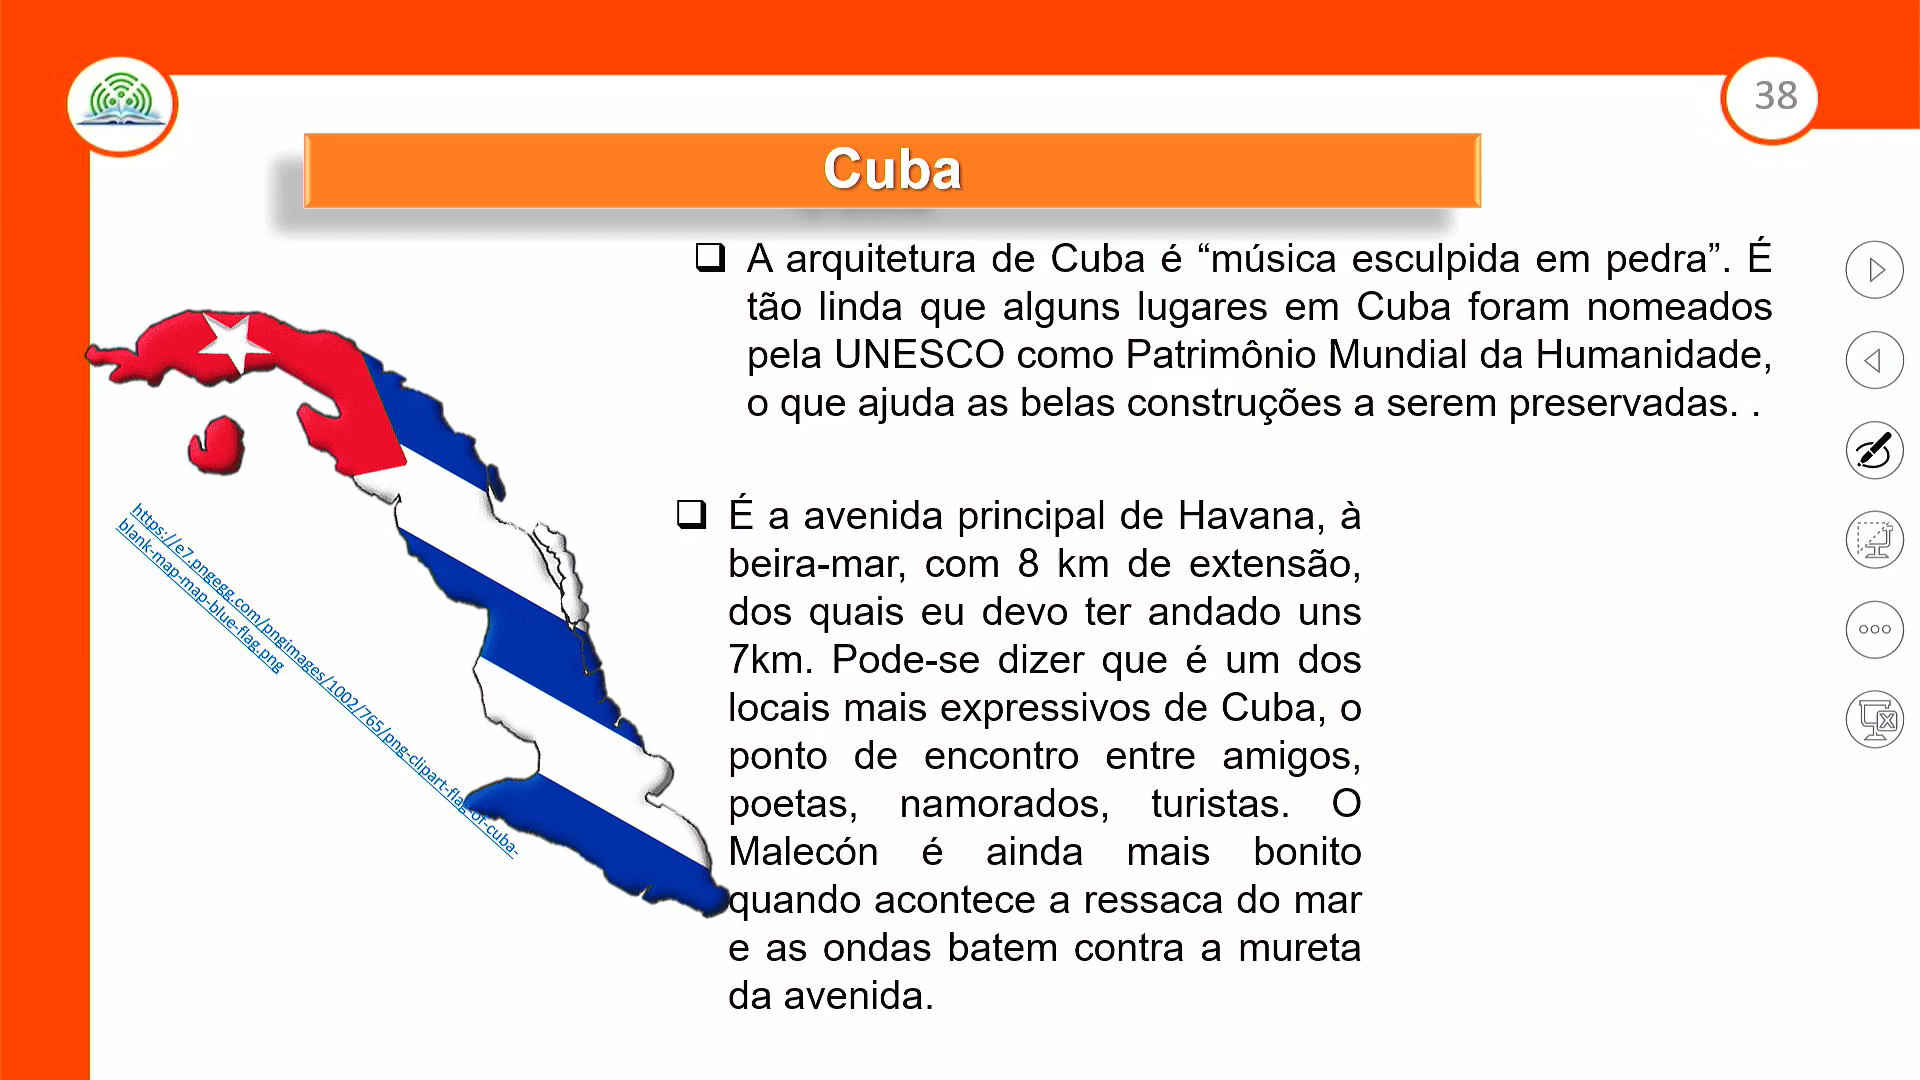 38
Cuba
A arquitetura de Cuba é “música esculpida em pedra”. É
tão linda que alguns lugares em Cuba foram nomeados
pela UNESCO como Patrimônio Mundial da Humanidade,
o que ajuda as belas construções a serem preservadas. .
É a avenida principal de Havana, à
beira-mar, com 8 km de extensão,
dos quais eu devo ter andado uns
7km. Pode-se dizer que é um dos
locais mais expressivos de Cuba, o
ponto de encontro entre amigos,
poetas, namorados, turistas. O
Malecón é ainda mais bonito
quando acontece a ressaca do mar
e as ondas batem contra a mureta
da avenida.
https://e7.pngegg.com/pngimages/1002/765/png-clipart-flag-of-cuba-
blank-map-map-blue-flag.png